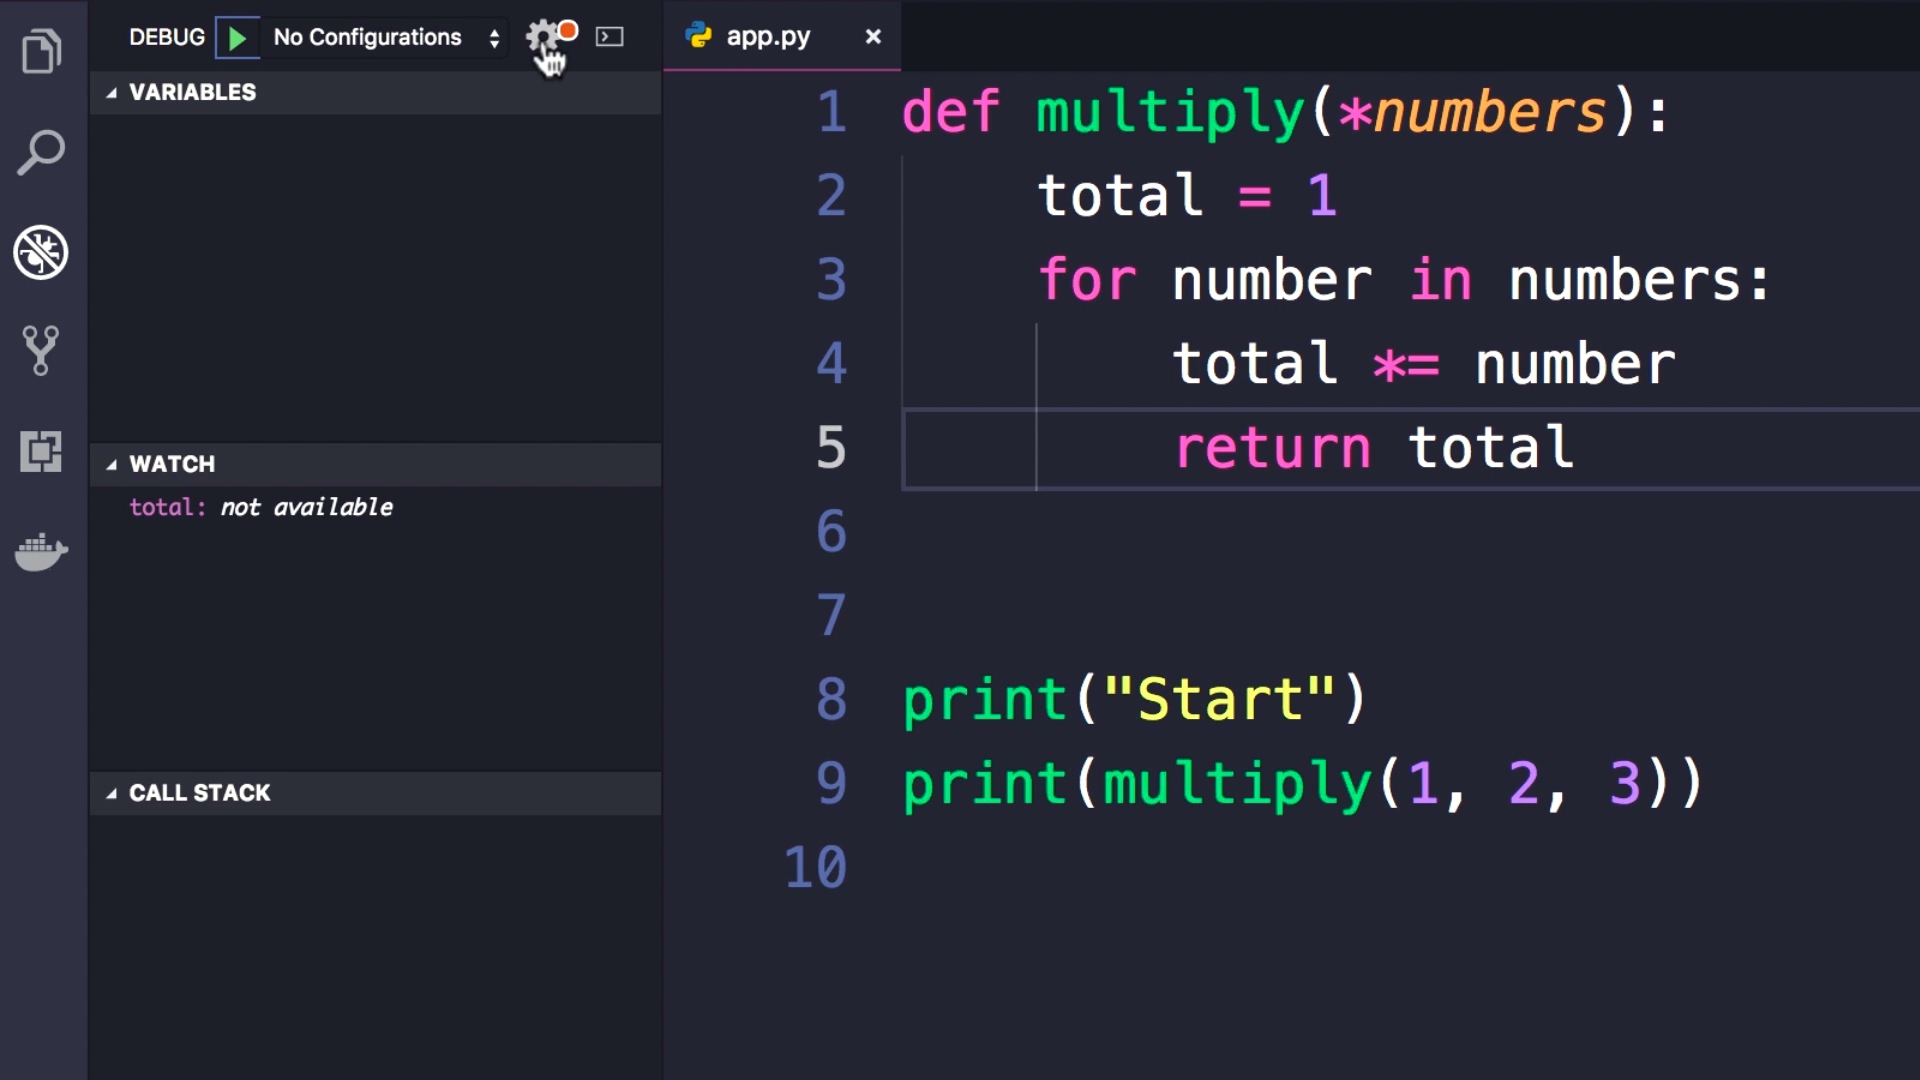 DEBUG No Configurations
VARIABLES
WATCH
total: not available
CALL STACK
app.py
1 def multiply(*numbers):
2 total = 1
3 for number in numbers:
4 total *= number
5 return total
6
7
8 print("Start")
9 print(multiply(1, 2, 3))
10